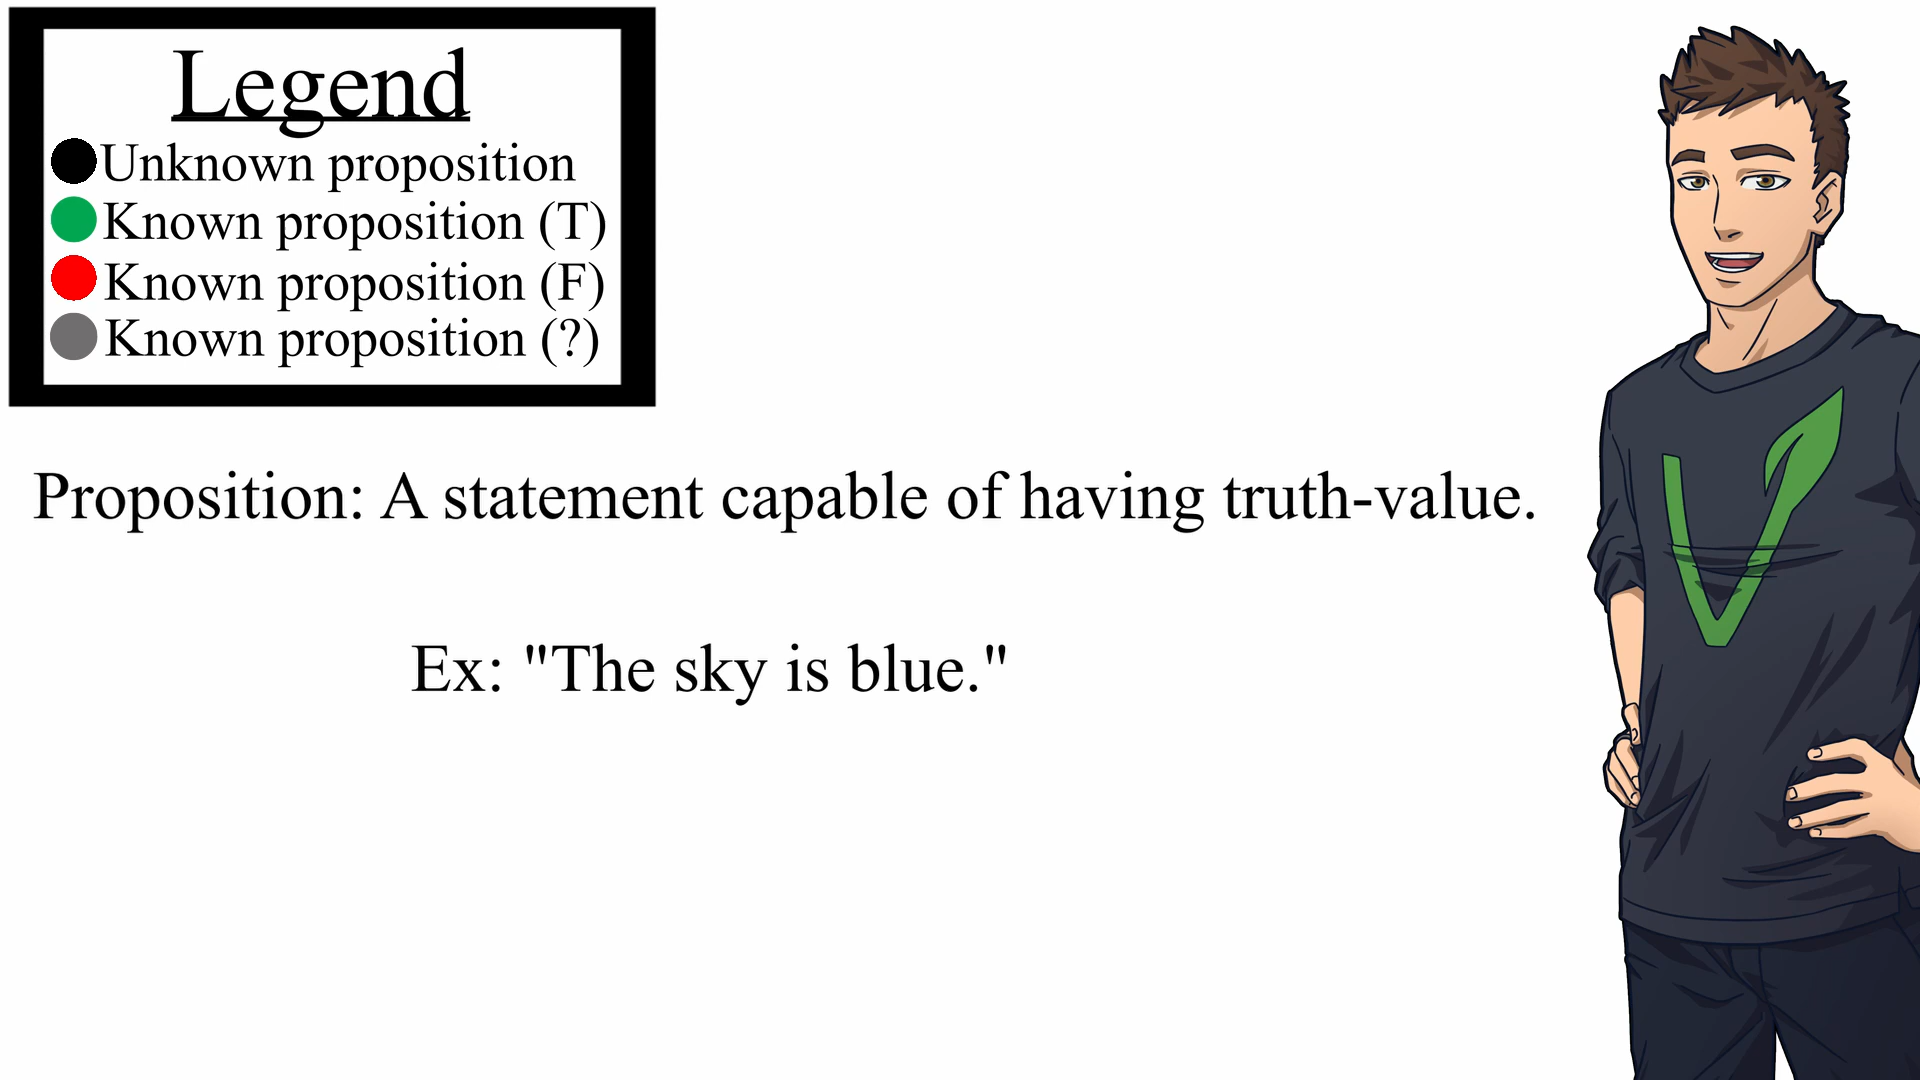 Legend
Unknown proposition
Known proposition (T)
Known proposition (F)
Known proposition (?)
Proposition: A statement capable of having truth-value.
Ex: "The sky is blue."